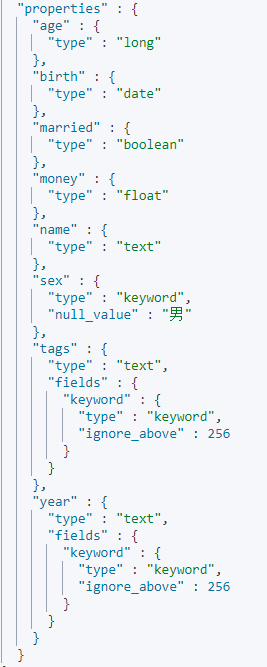 "properties" : {
"age" : {
"type" : "long"
},
"birth" : {
"type" : "date"
},
"married" : {
"type" : "boolean"
},
"money" : {
"type" : "float"
},
"name" : {
"type" : "text"
},
"sex" : {
"type" : "keyword",
"null_value" : "男"
},
"tags" : {
"type" : "text",
"fields" : {
"keyword" : {
"type" : "keyword",
"ignore_above" : 256
}
}
},
"year" : {
"type" : "text",
"fields" : {
"keyword" : {
"type" : "keyword",
"ignore_above" : 256
}
}
}
}